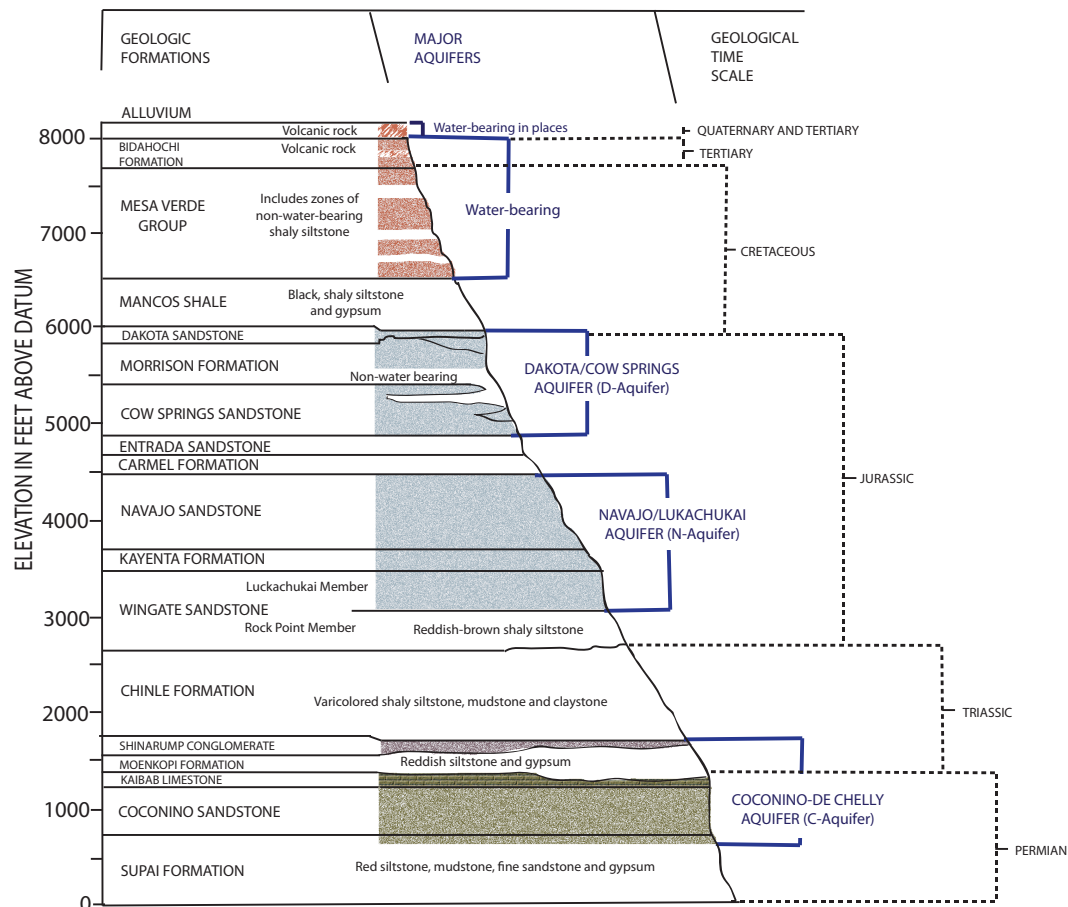 GEOLOGIC
FORMATIONS
MAJOR
AQUIFERS
GEOLOGICAL
TIME
SCALE
ELEVATION IN FEET ABOVE DATUM
ALLUVIUM
8000
Volcanic rock
Water-bearing in places
QUATERNARY AND TERTIARY
BIDAHOCHI
FORMATION
Volcanic rock
TERTIARY
MESA VERDE
GROUP
Includes zones of
non-water-bearing
shaly siltstone
Water-bearing
7000
CRETACEOUS
MANCOS SHALE
Black, shaly siltstone
and gypsum
6000
DAKOTA SANDSTONE
MORRISON FORMATION
Non-water bearing
DAKOTA/COW SPRINGS
AQUIFER (D-Aquifer)
COW SPRINGS SANDSTONE
5000
ENTRADA SANDSTONE
CARMEL FORMATION
JURASSIC
NAVAJO SANDSTONE
4000
NAVAJO/LUKACHUKAI
AQUIFER (N-Aquifer)
KAYENTA FORMATION
Luckachukai Member
WINGATE SANDSTONE
3000
Rock Point Member
Reddish-brown shaly siltstone
CHINLE FORMATION
Varicolored shaly siltstone, mudstone and claystone
2000
TRIASSIC
SHINARUMP CONGLOMERATE
MOENKOPI FORMATION
Reddish siltstone and gypsum
KAIBAB LIMESTONE
1000
COCONINO SANDSTONE
COCONINO-DE CHELLY
AQUIFER (C-Aquifer)
PERMIAN
SUPAI FORMATION
Red siltstone, mudstone, fine sandstone and gypsum
0